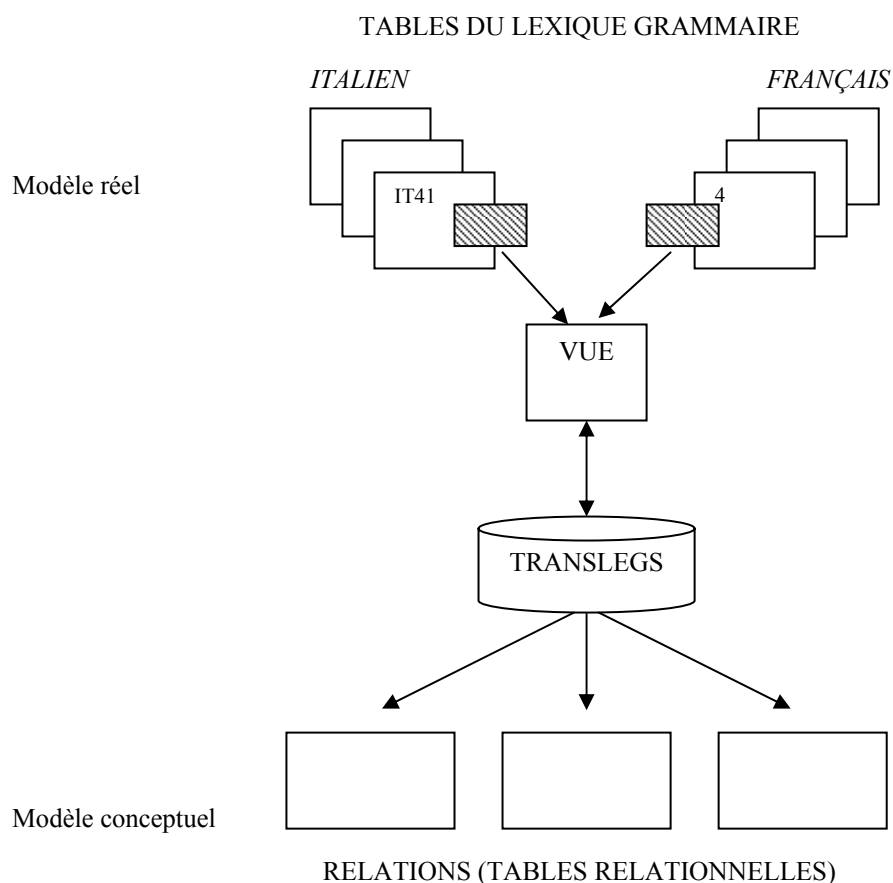 TABLES DU LEXIQUE GRAMMAIRE
ITALIEN
FRANÇAIS
Modèle réel
IT41
4
VUE
TRANSLEGS
Modèle conceptuel
RELATIONS (TABLES RELATIONNELLES)